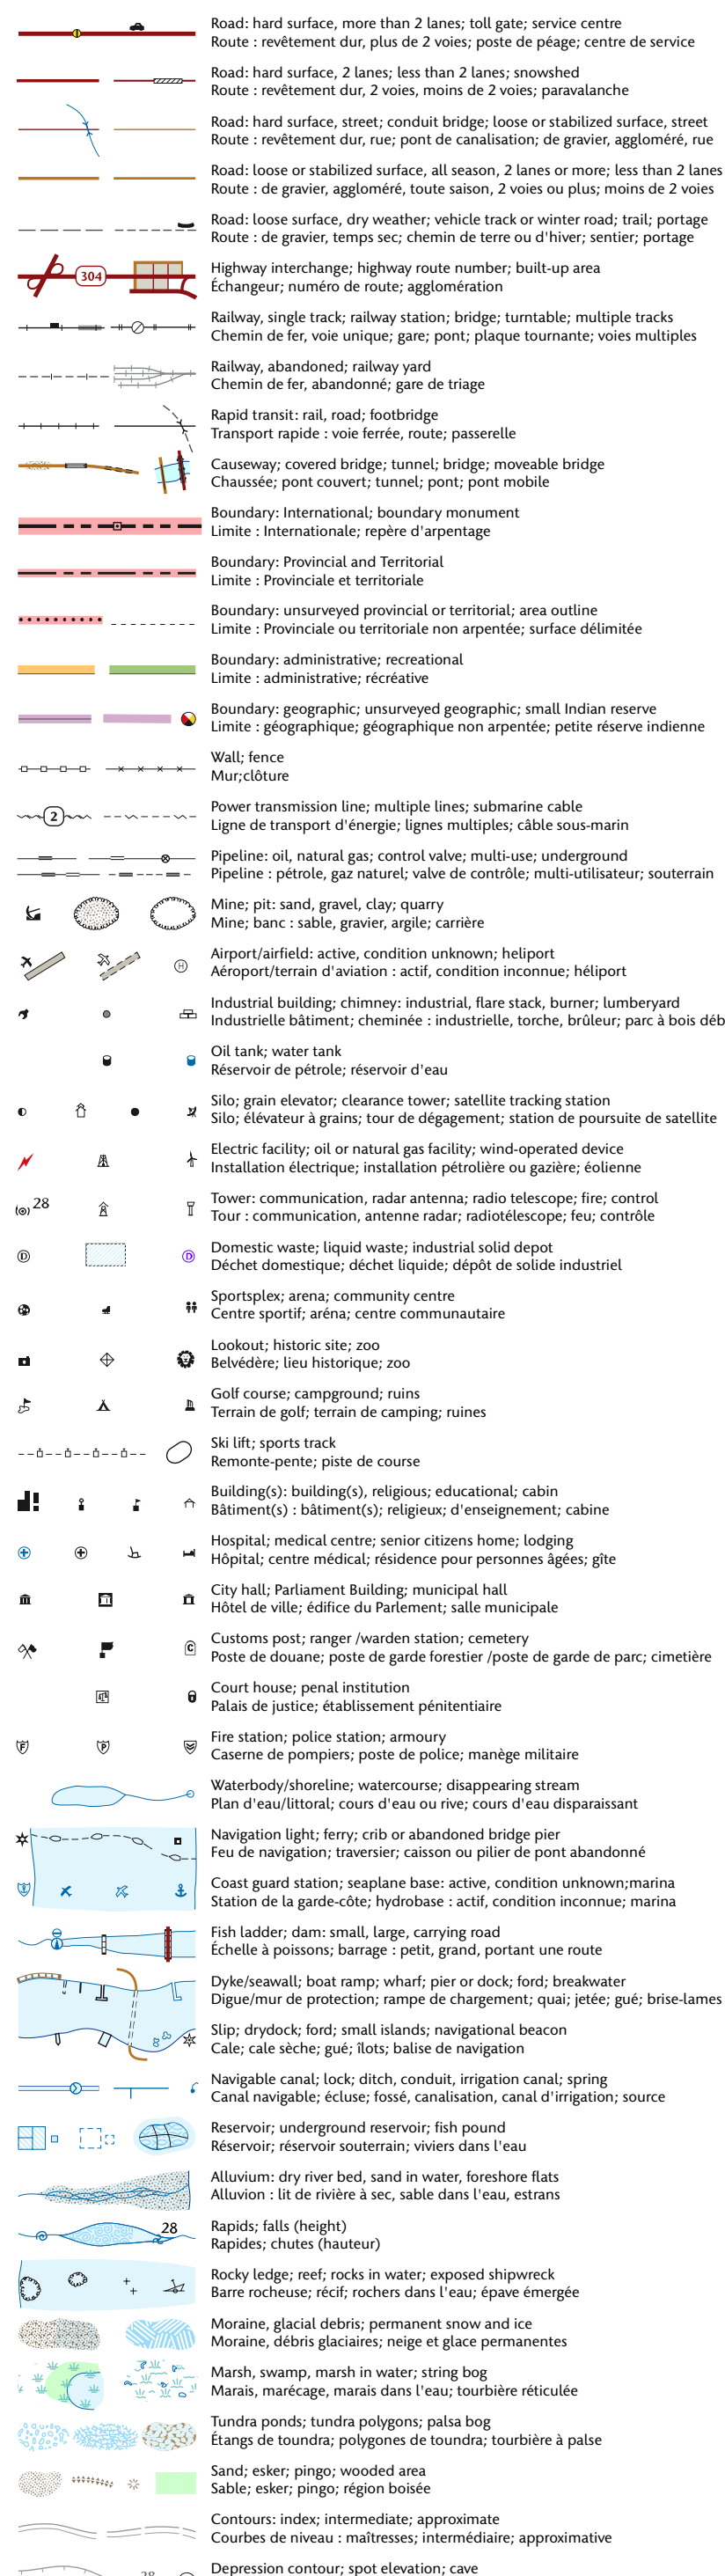 Road: hard surface, more than 2 lanes; toll gate; service centre
Route : revêtement dur, plus de 2 voies; poste de péage; centre de service
Road: hard surface, 2 lanes; less than 2 lanes; snowshed
Route : revêtement dur, 2 voies, moins de 2 voies; paravalanche
Road: hard surface, street; conduit bridge; loose or stabilized surface, street
Route : revêtement dur, rue; pont de canalisation; de gravier, aggloméré, rue
Road: loose or stabilized surface, all season, 2 lanes or more; less than 2 lanes
Route : de gravier, aggloméré, toute saison, 2 voies ou plus; moins de 2 voies
Road: loose surface, dry weather; vehicle track or winter road; trail; portage
Route : de gravier, temps sec; chemin de terre ou d'hiver; sentier; portage
304
Highway interchange; highway route number; built-up area
Échangeur; numéro de route; agglomération
Railway, single track; railway station; bridge; turntable; multiple tracks
Chemin de fer, voie unique; gare; pont; plaque tournante; voies multiples
Railway, abandoned; railway yard
Chemin de fer, abandonné; gare de triage
Rapid transit: rail, road; footbridge
Transport rapide : voie ferrée, route; passerelle
Causeway; covered bridge; tunnel; bridge; moveable bridge
Chaussée; pont couvert; tunnel; pont; pont mobile
Boundary: International; boundary monument
Limite : Internationale; repère d'arpentage
Boundary: Provincial and Territorial
Limite : Provinciale et territoriale
Boundary: unsurveyed provincial or territorial; area outline
Limite : Provinciale ou territoriale non arpentée; surface délimitée
Boundary: administrative; recreational
Limite : administrative; récréative
Boundary: geographic; unsurveyed geographic; small Indian reserve
Limite : géographique; géographique non arpentée; petite réserve indienne
Wall; fence
Mur;clôture
2
Power transmission line; multiple lines; submarine cable
Ligne de transport d'énergie; lignes multiples; câble sous-marin
Pipeline: oil, natural gas; control valve; multi-use; underground
Pipeline : pétrole, gaz naturel; valve de contrôle; multi-utilisateur; souterrain
Mine; pit: sand, gravel, clay; quarry
Mine; banc : sable, gravier, argile; carrière
H
Airport/airfield: active, condition unknown; heliport
Aéroport/terrain d'aviation : actif, condition inconnue; héliport
Industrial building; chimney: industrial, flare stack, burner; lumberyard
Industrielle bâtiment; cheminée : industrielle, torche, brûleur; parc à bois déb
Oil tank; water tank
Réservoir de pétrole; réservoir d'eau
Silo; grain elevator; clearance tower; satellite tracking station
Silo; élévateur à grains; tour de dégagement; station de poursuite de satellite
Electric facility; oil or natural gas facility; wind-operated device
Installation électrique; installation pétrolière ou gazière; éolienne
28
Tower: communication, radar antenna; radio telescope; fire; control
Tour : communication, antenne radar; radiotélescope; feu; contrôle
D D
Domestic waste; liquid waste; industrial solid depot
Déchet domestique; déchet liquide; dépôt de solide industriel
Sportsplex; arena; community centre
Centre sportif; aréna; centre communautaire
Lookout; historic site; zoo
Belvédère; lieu historique; zoo
Golf course; campground; ruins
Terrain de golf; terrain de camping; ruines
Ski lift; sports track
Remonte-pente; piste de course
Building(s): building(s), religious; educational; cabin
Bâtiment(s) : bâtiment(s); religieux; d'enseignement; cabine
Hospital; medical centre; senior citizens home; lodging
Hôpital; centre médical; résidence pour personnes âgées; gîte
City hall; Parliament Building; municipal hall
Hôtel de ville; édifice du Parlement; salle municipale
C
Customs post; ranger /warden station; cemetery
Poste de douane; poste de garde forestier /poste de garde de parc; cimetière
Court house; penal institution
Palais de justice; établissement pénitentiaire
F P
Fire station; police station; armoury
Caserne de pompiers; poste de police; manège militaire
Waterbody/shoreline; watercourse; disappearing stream
Plan d'eau/littoral; cours d'eau ou rive; cours d'eau disparaissant
Navigation light; ferry; crib or abandoned bridge pier
Feu de navigation; traversier; caisson ou pilier de pont abandonné
Coast guard station; seaplane base: active, condition unknown;marina
Station de la garde-côte; hydrobase : actif, condition inconnue; marina
Fish ladder; dam: small, large, carrying road
Échelle à poissons; barrage : petit, grand, portant une route
Dyke/seawall; boat ramp; wharf; pier or dock; ford; breakwater
Digue/mur de protection; rampe de chargement; quai; jetée; gué; brise-lames
Slip; drydock; ford; small islands; navigational beacon
Cale; cale sèche; gué; îlots; balise de navigation
Navigable canal; lock; ditch, conduit, irrigation canal; spring
Canal navigable; écluse; fossé, canalisation, canal d'irrigation; source
Reservoir; underground reservoir; fish pound
Réservoir; réservoir souterrain; viviers dans l'eau
Alluvium: dry river bed, sand in water, foreshore flats
Alluvion : lit de rivière à sec, sable dans l'eau, estrans
28
Rapids; falls (height)
Rapides; chutes (hauteur)
Rocky ledge; reef; rocks in water; exposed shipwreck
Barre rocheuse; récif; rochers dans l'eau; épave émergée
Moraine, glacial debris; permanent snow and ice
Moraine, débris glaciaires; neige et glace permanentes
Marsh, swamp, marsh in water; string bog
Marais, marécage, marais dans l'eau; tourbière réticulée
Tundra ponds; tundra polygons; palsa bog
Étangs de toundra; polygones de toundra; tourbière à palse
Sand; esker; pingo; wooded area
Sable; esker; pingo; région boisée
Contours: index; intermediate; approximate
Courbes de niveau : maîtresses; intermédiaire; approximative
Depression contour; spot elevation; cave